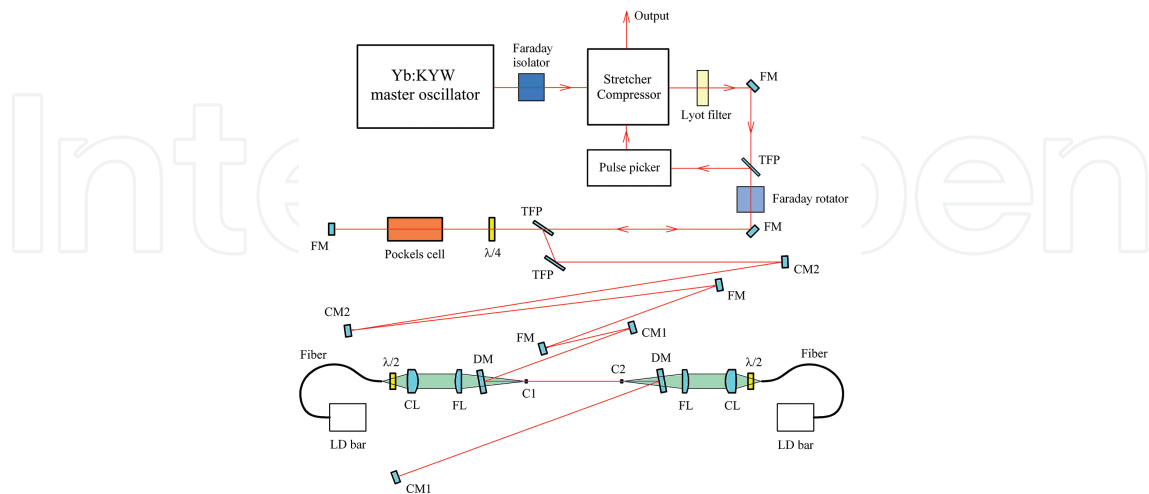 Output
Faraday
isolator
Yb:KYW
master oscillator
Stretcher
Compressor
FM
Lyot filter
Pulse picker
TFP
Faraday rotator
FM
TFP
FM
Pockels cell
λ/4
TFP
CM2
FM
CM2
FM
CM1
Fiber
λ/2
DM
DM
λ/2
Fiber
C1
C2
CL
FL
FL
CL
LD bar
LD bar
CM1